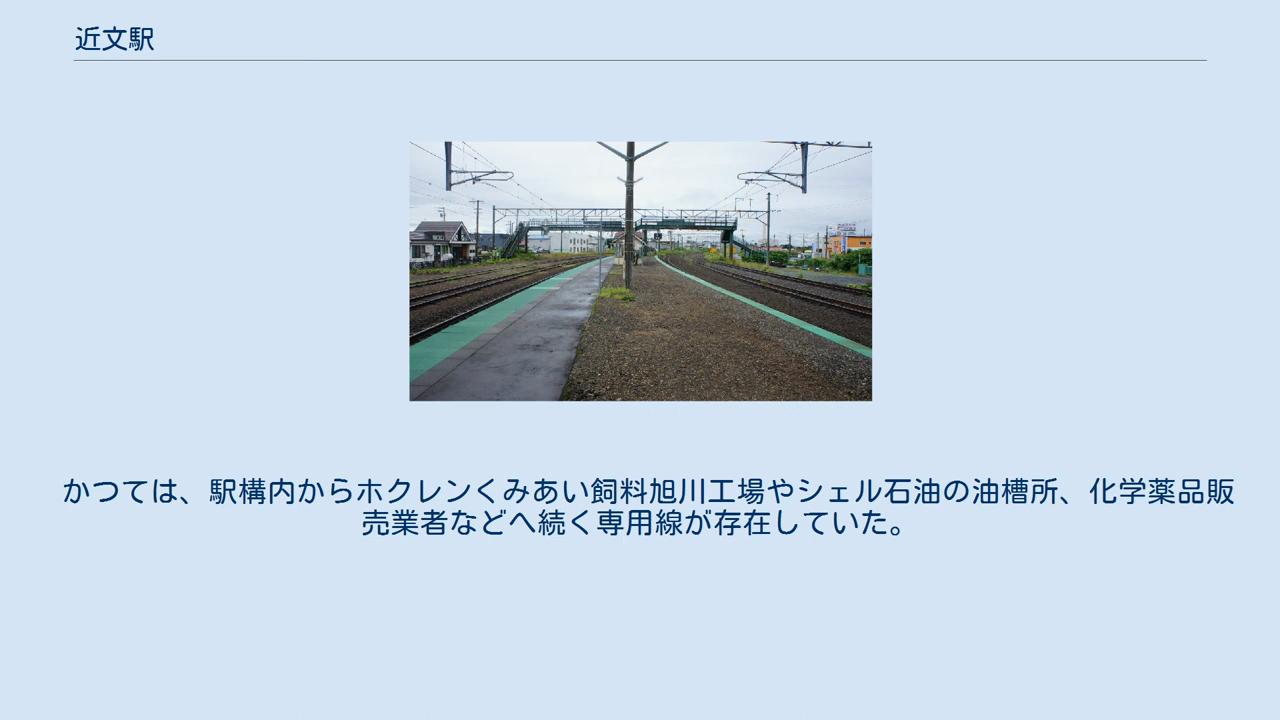 近文駅
かつては、駅構内からホクレンくみあい飼料旭川工場やシェル石油の油槽所、化学薬品販
売業者などへ続く専用線が存在していた。